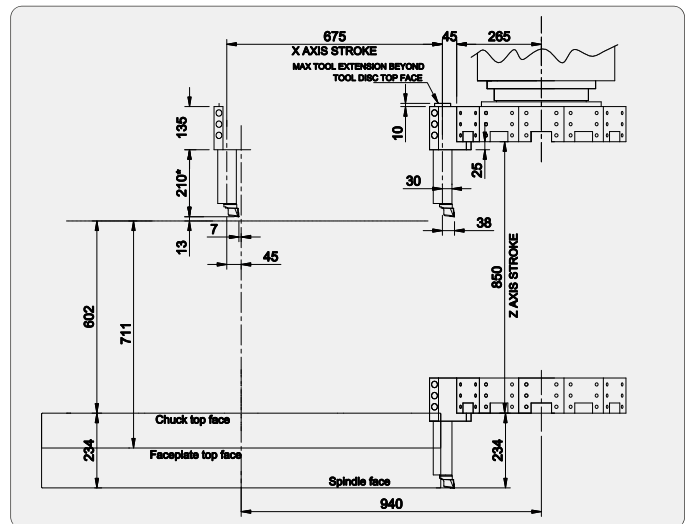 675
45
265
X AXIS STROKE
MAX TOOL EXTENSION BEYOND
TOOL DISC TOP FACE
135
10
25
210*
30
13
7
38
45
850
Z AXIS STROKE
602
711
Chuck top face
234
Faceplate top face
234
Spindle face
940